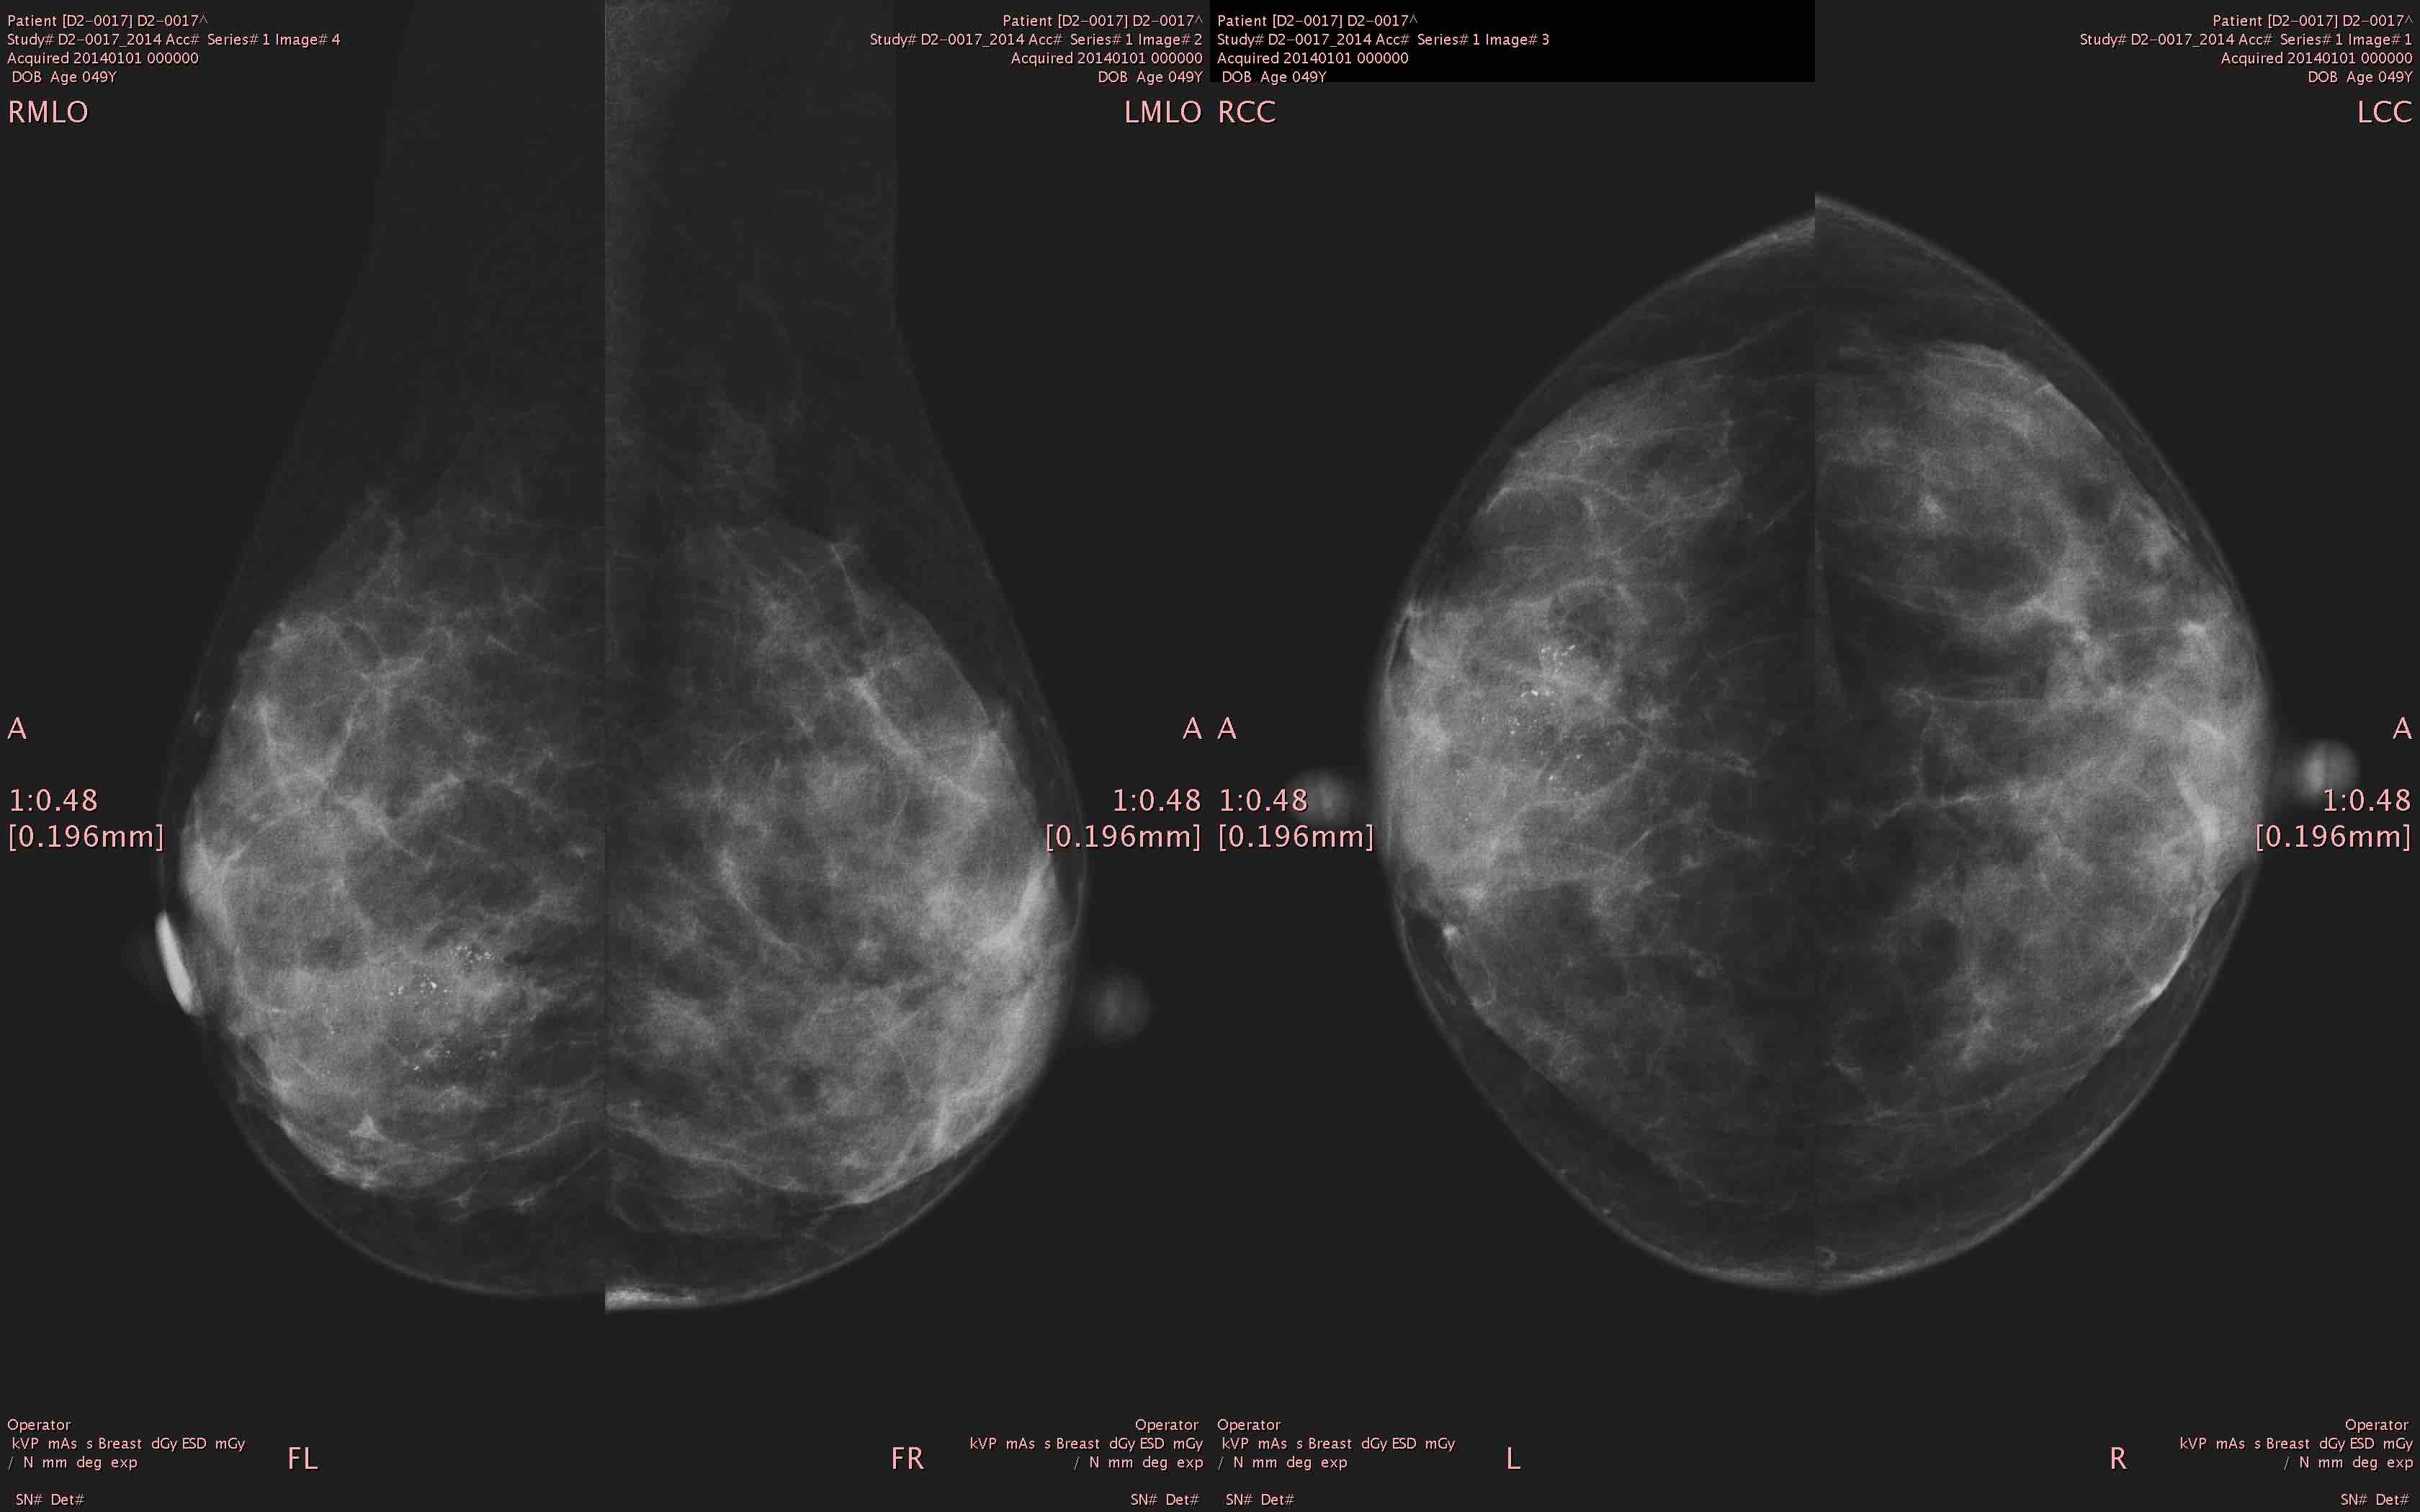 Patient [D2-0017] D2-0017^
Study# D2-0017_2014 Acc# Series# 1 Image# 4
Acquired 20140101 000000
DOB Age 049Y
RMLO
A
1:0.48
[0.196mm]
Operator
kVP mAs s Breast dGy ESD mGy
/ N mm deg exp
SN# Det#
FL
Patient [D2-0017] D2-0017^
Study# D2-0017_2014 Acc# Series# 1 Image# 2
Acquired 20140101 000000
DOB Age 049Y
LMLO
A
1:0.48
[0.196mm]
FR
Operator
kVP mAs s Breast dGy ESD mGy
/ N mm deg exp
SN# Det#
Patient [D2-0017] D2-0017^
Study# D2-0017_2014 Acc# Series# 1 Image# 3
Acquired 20140101 000000
DOB Age 049Y
RCC
A
1:0.48
[0.196mm]
Operator
kVP mAs s Breast dGy ESD mGy
/ N mm deg exp
SN# Det#
L
Patient [D2-0017] D2-0017^
Study# D2-0017_2014 Acc# Series# 1 Image# 1
Acquired 20140101 000000
DOB Age 049Y
LCC
A
1:0.48
[0.196mm]
R
Operator
kVP mAs s Breast dGy ESD mGy
/ N mm deg exp
SN# Det#